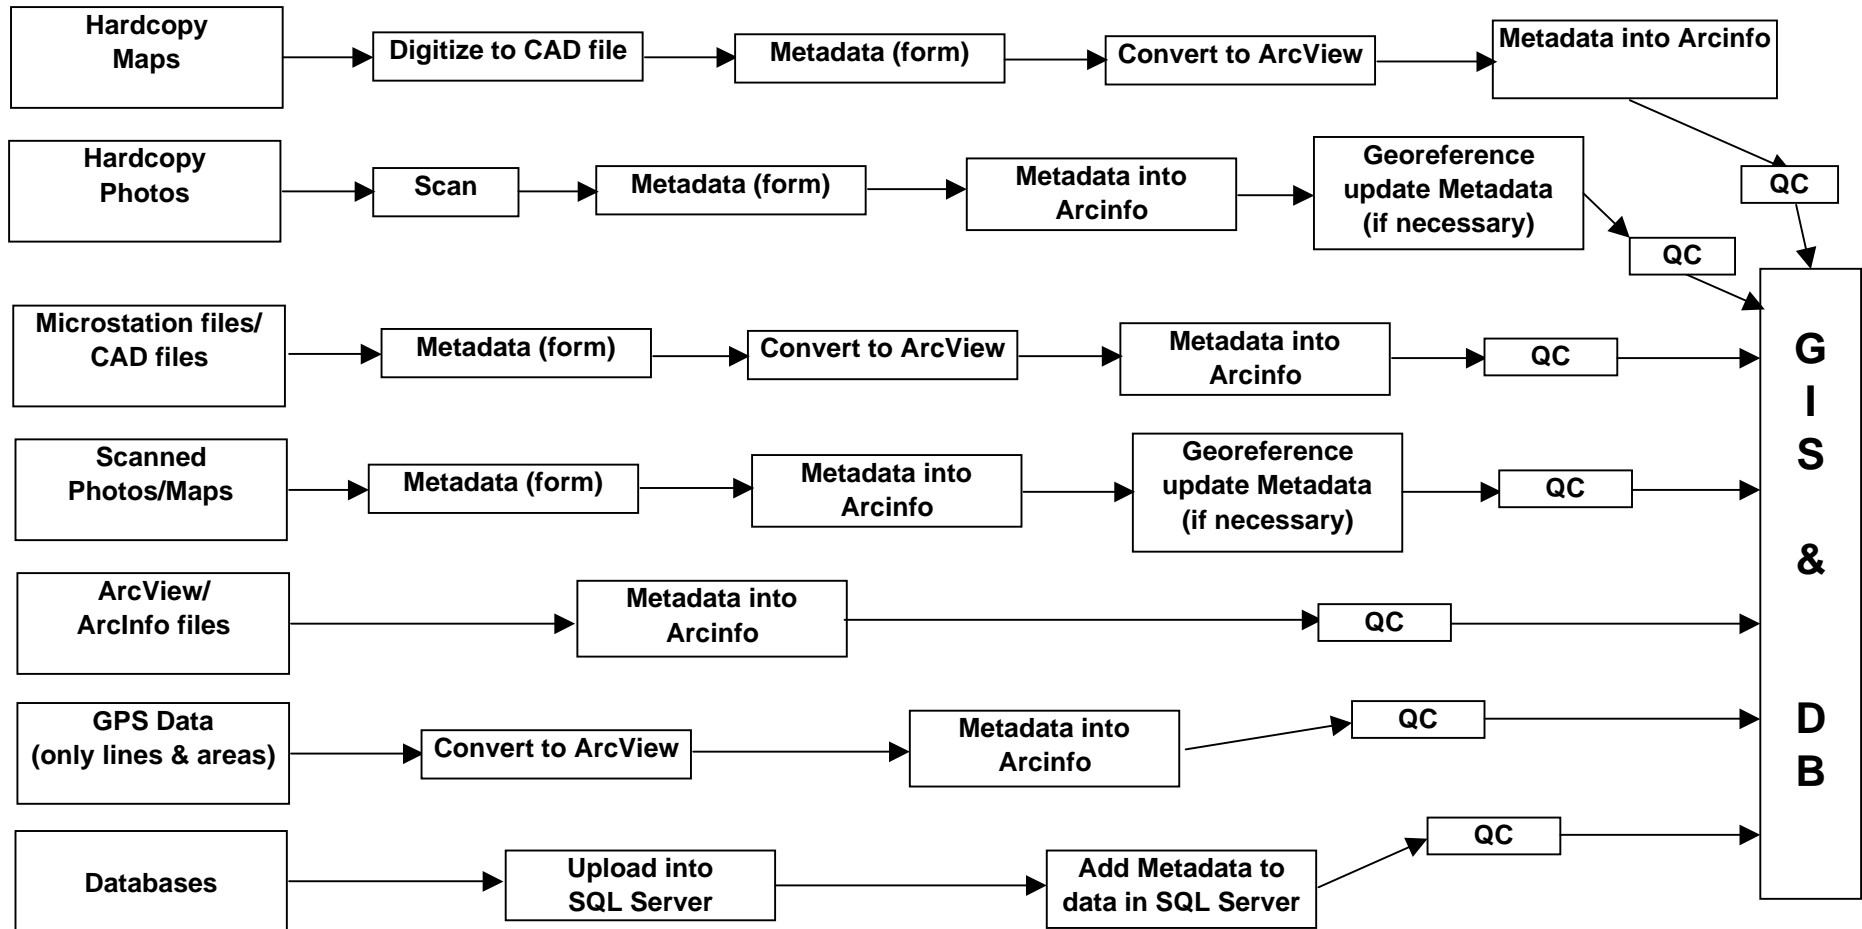 Hardcopy
Maps
Digitize to CAD file
Metadata (form)
Convert to ArcView
Metadata into Arcinfo
QC
Hardcopy
Photos
Scan
Metadata (form)
Metadata into
Arcinfo
Georeference
update Metadata
(if necessary)
QC
Microstation files/
CAD files
Metadata (form)
Convert to ArcView
Metadata into
Arcinfo
QC
Scanned
Photos/Maps
Metadata (form)
Metadata into
Arcinfo
Georeference
update Metadata
(if necessary)
QC
ArcView/
ArcInfo files
Metadata into
Arcinfo
QC
GPS Data
(only lines & areas)
Convert to ArcView
Metadata into
Arcinfo
QC
Databases
Upload into
SQL Server
Add Metadata to
data in SQL Server
QC
G
I
S
&
D
B